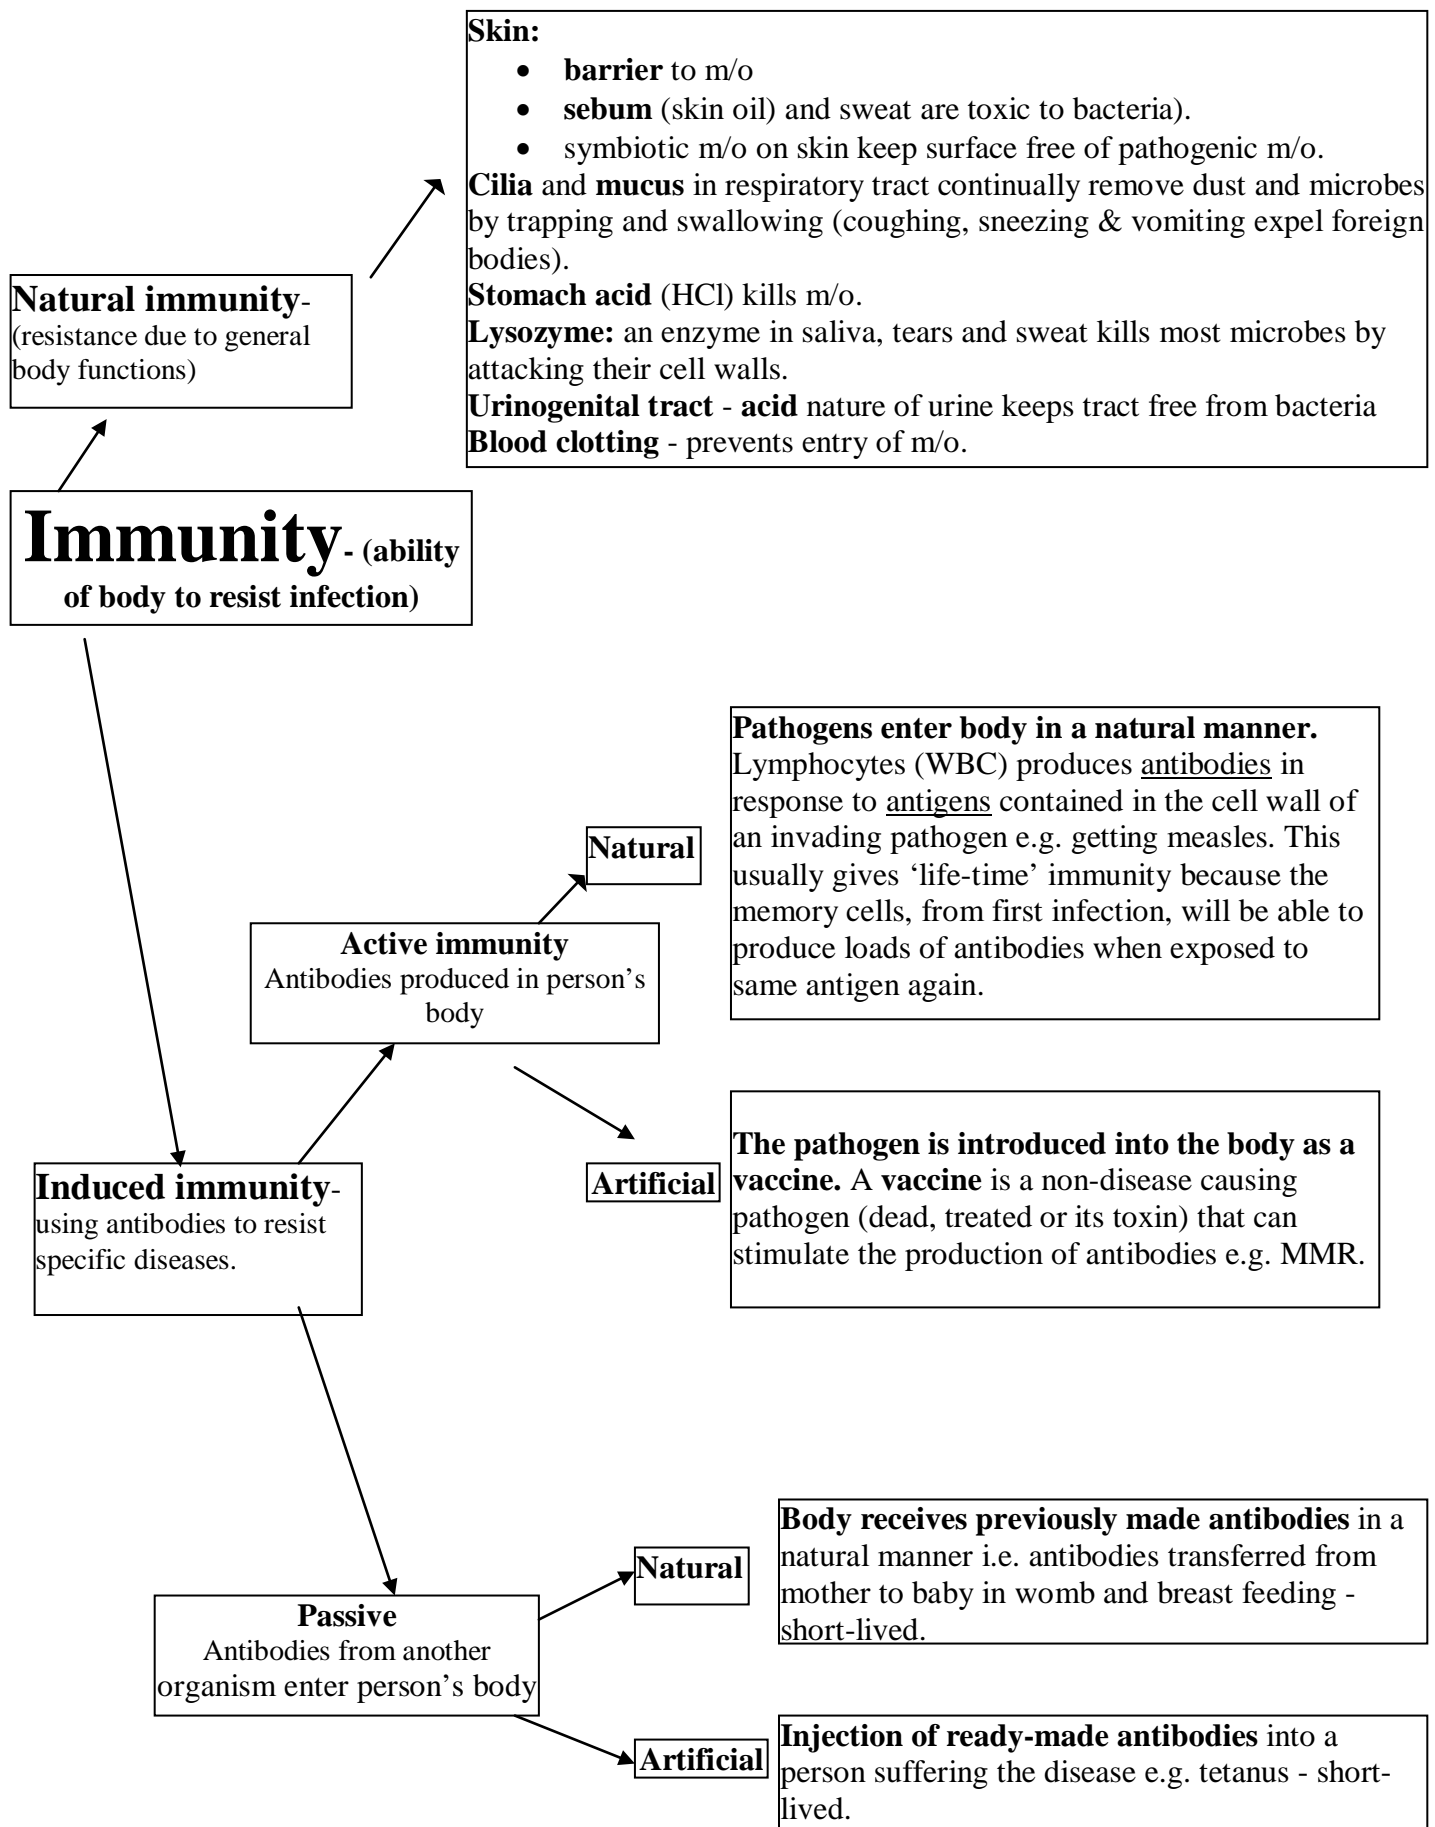 Skin:
• barrier to m/o
• sebum (skin oil) and sweat are toxic to bacteria).
• symbiotic m/o on skin keep surface free of pathogenic m/o.
Cilia and mucus in respiratory tract continually remove dust and microbes
by trapping and swallowing (coughing, sneezing & vomiting expel foreign
bodies).
Stomach acid (HCl) kills m/o.
Lysozyme: an enzyme in saliva, tears and sweat kills most microbes by
attacking their cell walls.
Urinogenital tract - acid nature of urine keeps tract free from bacteria
Blood clotting - prevents entry of m/o.
Natural immunity-
(resistance due to general
body functions)
Immunity- (ability
of body to resist infection)
Pathogens enter body in a natural manner.
Lymphocytes (WBC) produces antibodies in
response to antigens contained in the cell wall of
an invading pathogen e.g. getting measles. This
usually gives ‘life-time’ immunity because the
memory cells, from first infection, will be able to
produce loads of antibodies when exposed to
same antigen again.
Natural
Active immunity
Antibodies produced in person’s
body
The pathogen is introduced into the body as a
vaccine. A vaccine is a non-disease causing
pathogen (dead, treated or its toxin) that can
stimulate the production of antibodies e.g. MMR.
Artificial
Induced immunity-
using antibodies to resist
specific diseases.
Body receives previously made antibodies in a
natural manner i.e. antibodies transferred from
mother to baby in womb and breast feeding -
short-lived.
Natural
Passive
Antibodies from another
organism enter person’s body
Artificial
Injection of ready-made antibodies into a
person suffering the disease e.g. tetanus - short-
lived.